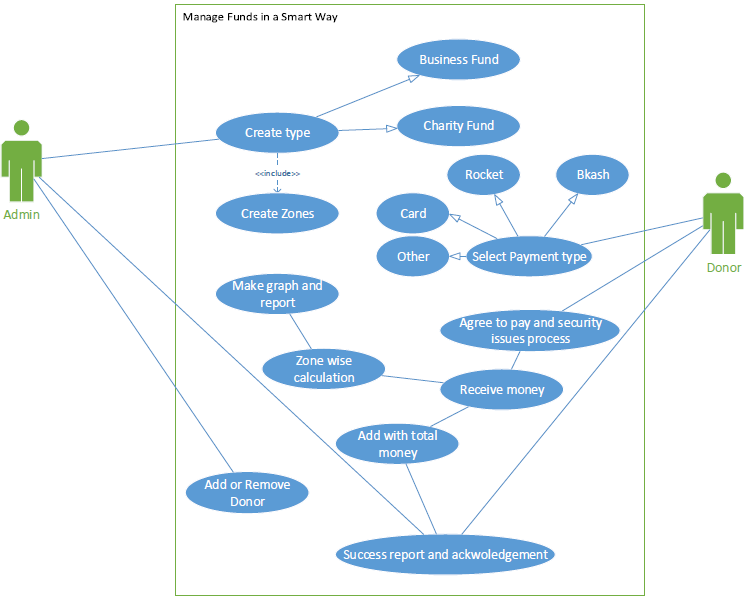 Manage Funds in a Smart Way
Business Fund
Create type
Charity Fund
<<include>>
Rocket
Bkash
Admin
Create Zones
Card
Other
Select Payment type
Donor
Make graph and
report
Agree to pay and security
issues process
Zone wise
calculation
Receive money
Add with total
money
Add or Remove
Donor
Success report and ackwoledgement